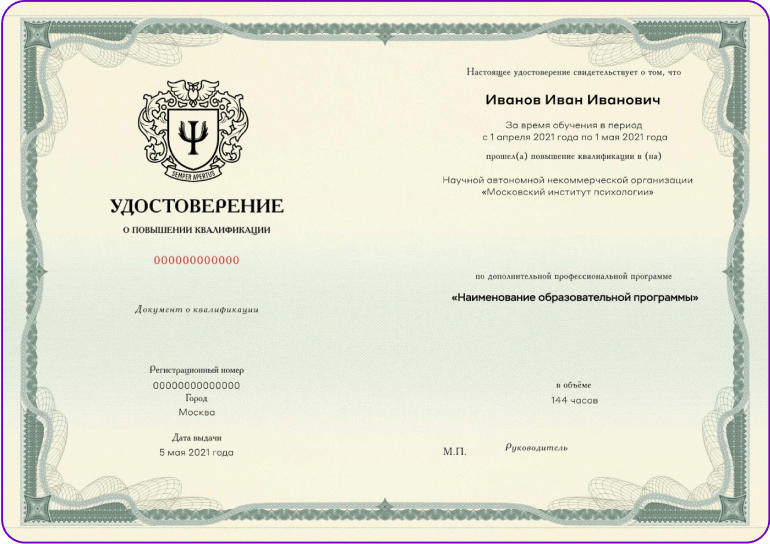 SEMPER APERTUS
УДОСТОВЕРЕНИЕ
О ПОВЫШЕНИИ КВАЛИФИКАЦИИ
000000000000
Документ о квалификации
Регистрационный номер
00000000000000
Город
Москва
Дата выдачи
5 мая 2021 года
Настоящее удостоверение свидетельствует о том, что
Иванов Иван Иванович
За время обучения в период
с 1 апреля 2021 года по 1 мая 2021 года
прошел(а) повышение квалификации в (на)
Научной автономной некоммерческой организации
«Московский институт психологии»
по дополнительной профессиональной программе
«Наименование образовательной программы»
в объёме
144 часов
М.П.
Руководитель